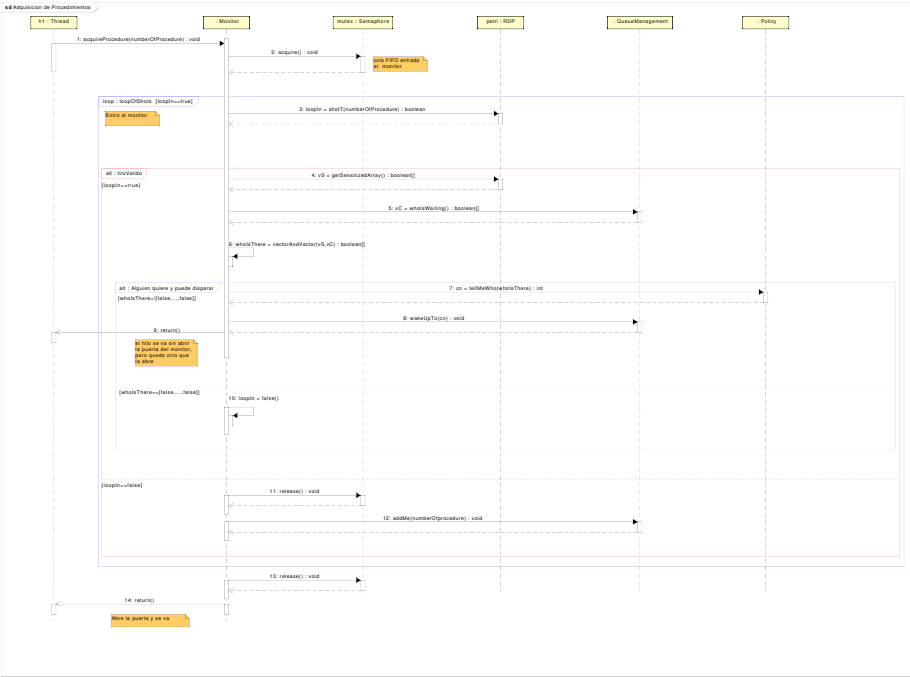 sd Adquisicion de Procedimientos
hrl : Thread
: Monitor
mutex : Semaphore
petri : RDP
: QueueManagement
: Policy
1: acquireProcedure(numberOfProcedure) : void
2: acquire() : void
cola FIFO entrada
al monitor
loop : loopOfShots [loopIn==true]
Entro al monitor
3: loopIn = shotT(numberOfProcedure) : boolean
alt : tiroValido
4: vS = getSensitizedArray() : boolean[]
[loopIn==true]
5: vC = whoIsWaiting() : boolean[]
6: whoIsThere = vectorAndVector(vS,vC) : boolean[]
alt : Alguien quiere y puede disparar
7: cn = tellMeWho(whoIsThere) : int
[whoIsThere=![false,...,false]]
8: wakeUpTo(cn) : void
9: return()
el hilo se va sin abrir
la puerta del monitor,
pero quedo otro que
la abre
[whoIsThere==[false,...,false]]
10: loopIn = false()
[loopIn==false]
11: release() : void
12: addMe(numberOfprocedure) : void
13: release() : void
14: return()
Abre la puerta y se va